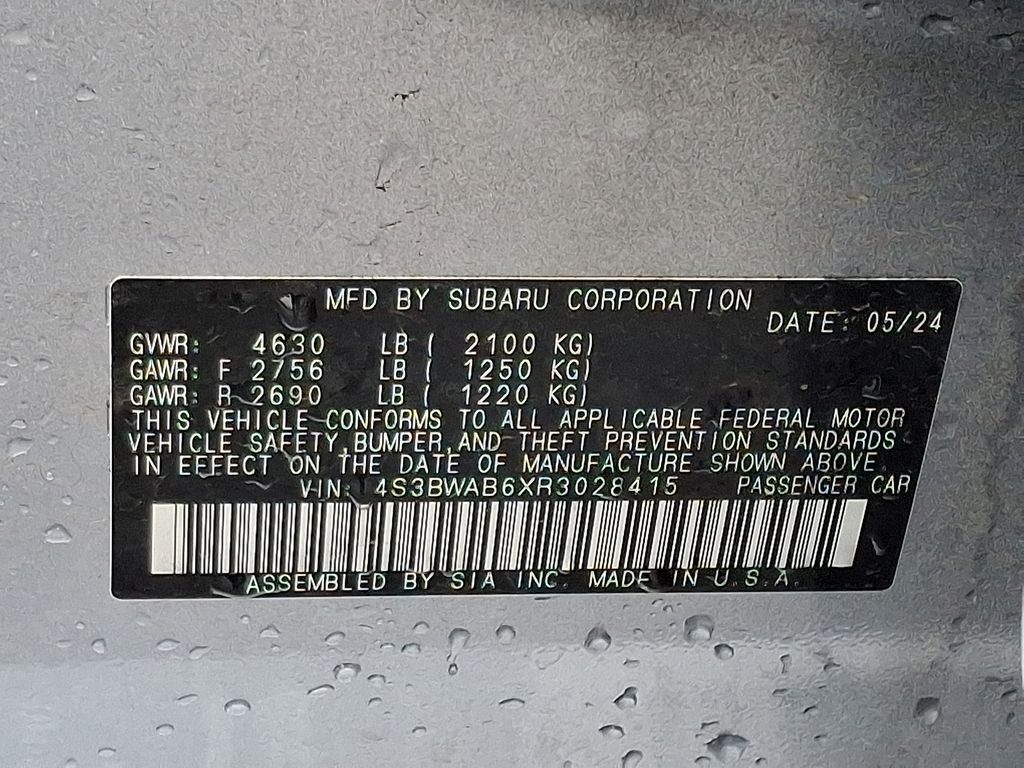 MFD BY SUBARU CORPORATION
DATE: 05/24
GVWR: 4630 LB ( 2100 KG)
GAWR: F 2756 LB ( 1250 KG)
GAWR: R 2690 LB ( 1220 KG)
THIS VEHICLE CONFORMS TO ALL APPLICABLE FEDERAL MOTOR
VEHICLE SAFETY, BUMPER, AND THEFT PREVENTION STANDARDS
IN EFFECT ON THE DATE OF MANUFACTURE SHOWN ABOVE.
VIN: 4S3BWAB6XR3028415 PASSENGER CAR
ASSEMBLED BY SIA INC. MADE IN U.S.A.